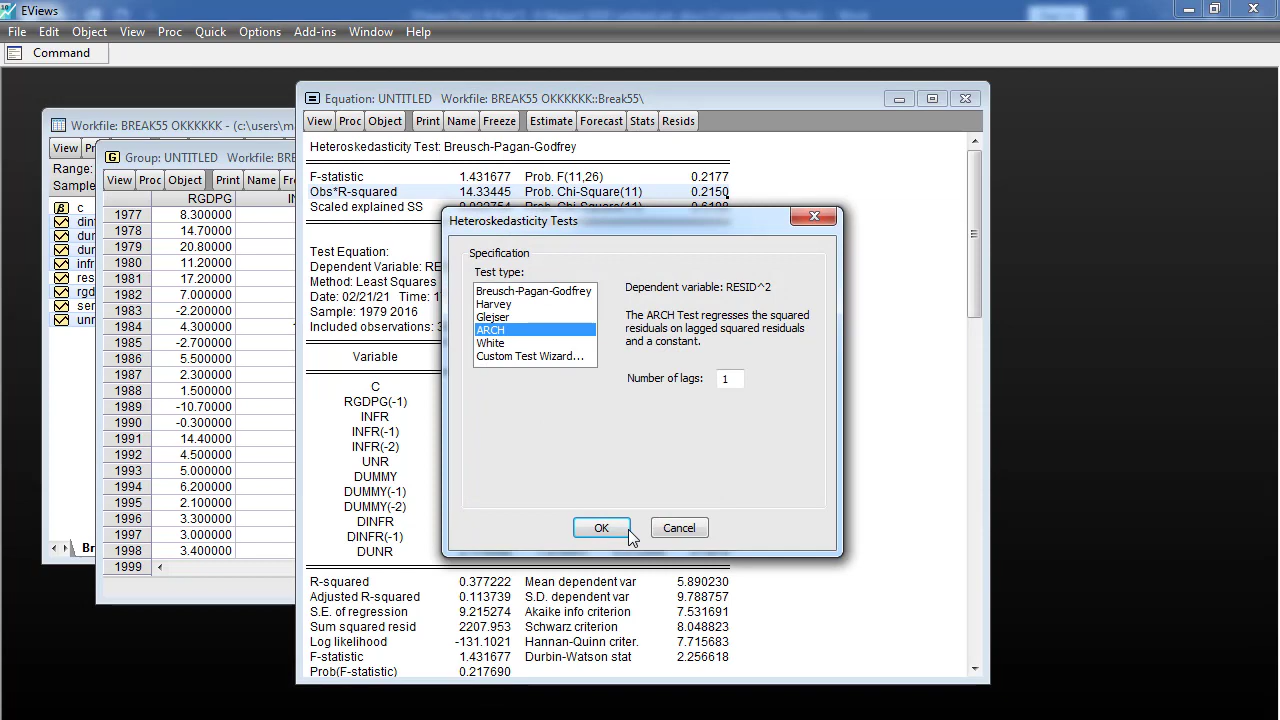 EViews
File Edit Object View Proc Quick Options Add-ins Window Help
Command
Workfile: BREAK55 OKKKKKK - (c:\users\m
View
Range:
Sample
c
infr
res
rgd
ser
unr
Group: UNTITLED Workfile: BRE
View Proc Object Print Name
RGDPG
1977 8.300000
1978 14.70000
1979 20.80000
1980 11.20000
1981 17.20000
1982 7.000000
1983 -2.200000
1984 4.300000
1985 -2.700000
1986 5.500000
1987 2.300000
1988 1.500000
1989 -10.70000
1990 -0.300000
1991 14.40000
1992 4.500000
1993 5.000000
1994 6.200000
1995 2.100000
1996 3.300000
1997 3.000000
1998 3.400000
1999
Equation: UNTITLED Workfile: BREAK55 OKKKKKK::Break55\
View Proc Object Print Name Freeze Estimate Forecast Stats Resids
Heteroskedasticity Test: Breusch-Pagan-Godfrey
F-statistic 1.431677 Prob. F(11,26) 0.2177
Obs*R-squared 14.33445 Prob. Chi-Square(11) 0.2150
Scaled explained SS
Test Equation:
Dependent Variable: RE
Method: Least Squares
Date: 02/21/21 Time: 1
Sample: 1979 2016
Included observations: 3
Variable
C
RGDPG(-1)
INFR
INFR(-1)
INFR(-2)
UNR
DUMMY
DUMMY(-1)
DUMMY(-2)
DINFR
DINFR(-1)
DUNR
R-squared 0.377222 Mean dependent var 5.890230
Adjusted R-squared 0.113739 S.D. dependent var 9.788757
S.E. of regression 9.215274 Akaike info criterion 7.531691
Sum squared resid 2207.953 Schwarz criterion 8.048823
Log likelihood -131.1021 Hannan-Quinn criter. 7.715683
F-statistic 1.431677 Durbin-Watson stat 2.256618
Prob(F-statistic) 0.217690
Heteroskedasticity Tests
Specification
Test type:
Breusch-Pagan-Godfrey
Harvey
Glejser
ARCH
White
Custom Test Wizard...
Dependent variable: RESID^2
The ARCH Test regresses the squared
residuals on lagged squared residuals
and a constant.
Number of lags: 1
OK Cancel